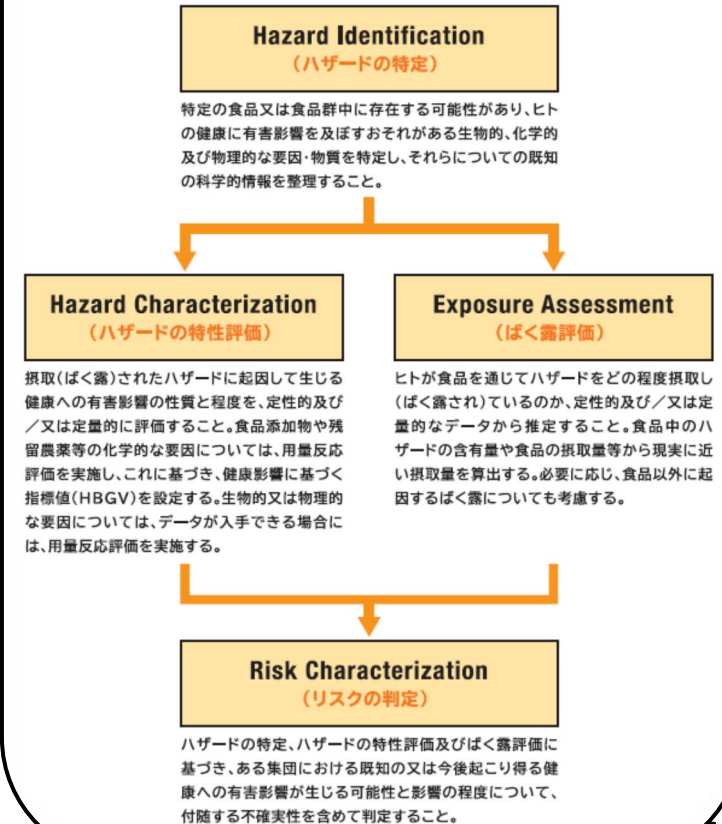 Hazard Identification
（ハザードの特定）
特定の食品又は食品群中に存在する可能性があり、ヒト
の健康に有害影響を及ぼすおそれがある生物的、化学的
及び物理的な要因・物質を特定し、それらについての既知
の科学的情報を整理すること。
Hazard Characterization
（ハザードの特性評価）
摂取（ばく露）されたハザードに起因して生じる
健康への有害影響の性質と程度を、定性的及び
／又は定量的に評価すること。食品添加物や残
留農薬等の化学的な要因については、用量反応
評価を実施し、これに基づき、健康影響に基づく
指標値（HBGV）を設定する。生物的又は物理的
な要因については、データが入手できる場合に
は、用量反応評価を実施する。
Exposure Assessment
（ばく露評価）
ヒトが食品を通じてハザードをどの程度摂取し
（ばく露され）ているのか、定性的及び／又は定
量的なデータから推定すること。食品中のハ
ザードの含有量や食品の摂取量等から現実に近
い摂取量を算出する。必要に応じ、食品以外に起
因するばく露についても考慮する。
Risk Characterization
（リスクの判定）
ハザードの特定、ハザードの特性評価及びばく露評価に
基づき、ある集団における既知の又は今後起こり得る健
康への有害影響が生じる可能性と影響の程度について、
付随する不確実性を含めて判定すること。